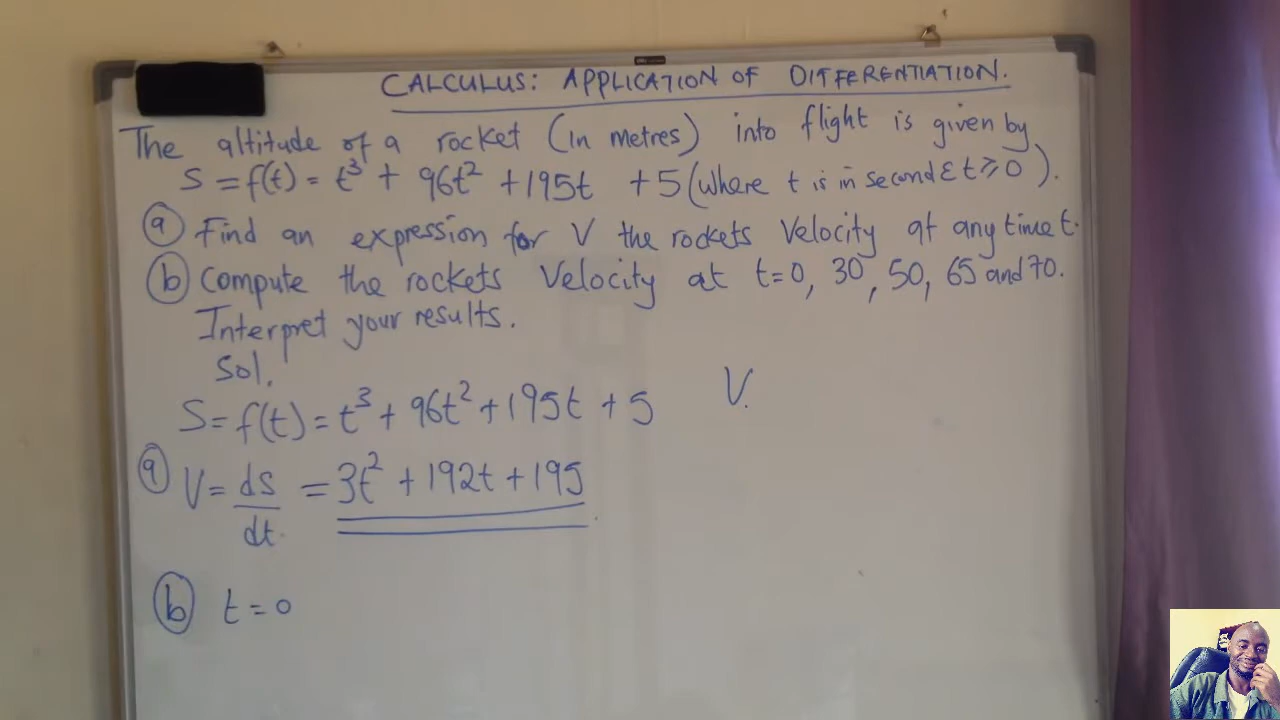 CALCULUS: APPLICATION OF DIFFERENTIATION.
The altitude of a rocket (in metres) into flight is given by
S = f(t) = t³ + 96t² + 195t + 5 (where t is in second & t ≥ 0).
(a) Find an expression for V the rockets Velocity at any time t.
(b) Compute the rockets Velocity at t=0, 30, 50, 65 and 70.
Interpret your results.
Sol.
S = f(t) = t³ + 96t² + 195t + 5 V.
(a) V = ds/dt = 3t² + 192t + 195
(b) t = 0